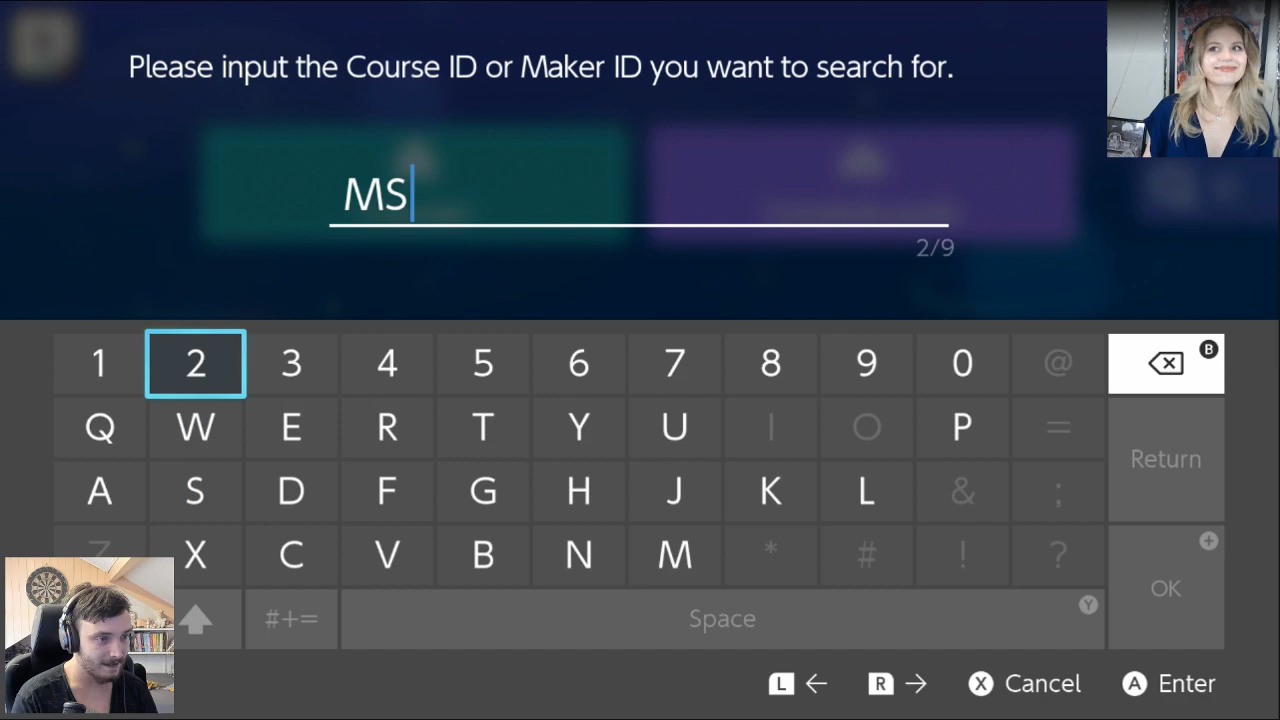 Please input the Course ID or Maker ID you want to search for.
MS
2/9
1 2 3 4 5 6 7 8 9 0 @ B
Q W E R T Y U I O P = Return
A S D F G H J K L & ;
Z X C V B N M * # ! ? + OK
#+= Space Y
L ← R → X Cancel A Enter